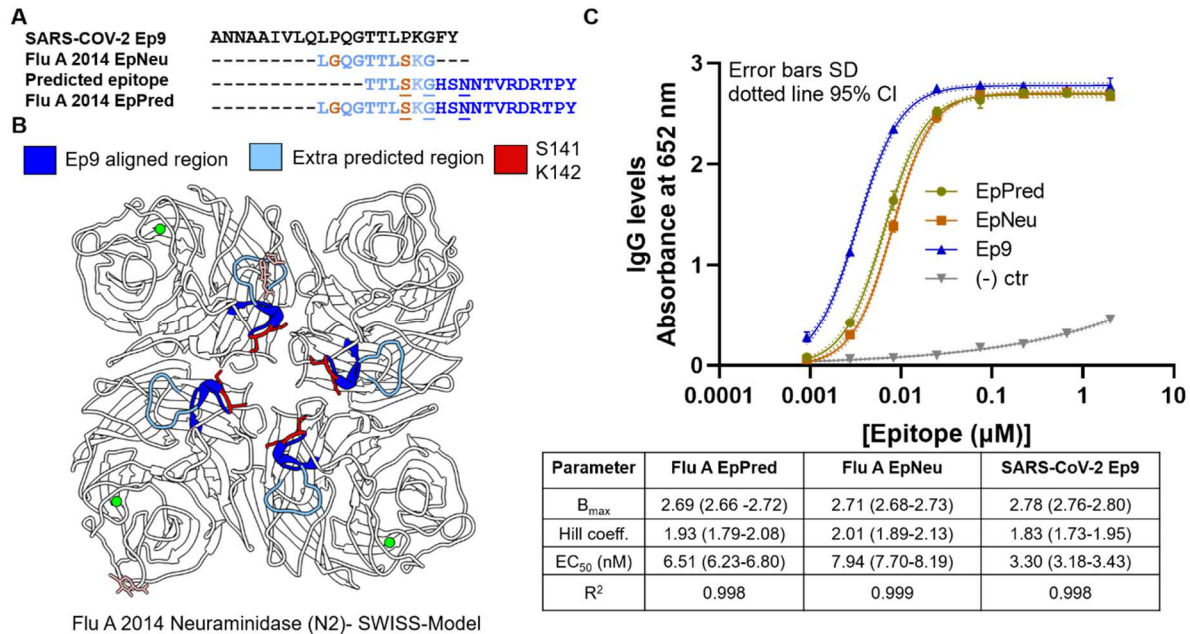 A
SARS-COV-2 Ep9 ANNAAIVLQLPQGTTLPKGFY
Flu A 2014 EpNeu ---------LGQGTTLPSKG---
Predicted epitope ------------TTLPSKGHSNNTVRDRTPY
Flu A 2014 EpPred ---------LGQGTTLPSKGHSNNTVRDRTPY
B
Ep9 aligned region
Extra predicted region
S141
K142
Flu A 2014 Neuraminidase (N2)- SWISS-Model
C
Error bars SD
dotted line 95% CI
IgG levels
Absorbance at 652 nm
3
2
1
0
EpPred
EpNeu
Ep9
(-) ctr
0.0001 0.001 0.01 0.1 1 10
[Epitope (µM)]
Parameter Flu A EpPred Flu A EpNeu SARS-CoV-2 Ep9
Bmax 2.69 (2.66 -2.72) 2.71 (2.68-2.73) 2.78 (2.76-2.80)
Hill coeff. 1.93 (1.79-2.08) 2.01 (1.89-2.13) 1.83 (1.73-1.95)
EC50 (nM) 6.51 (6.23-6.80) 7.94 (7.70-8.19) 3.30 (3.18-3.43)
R2 0.998 0.999 0.998